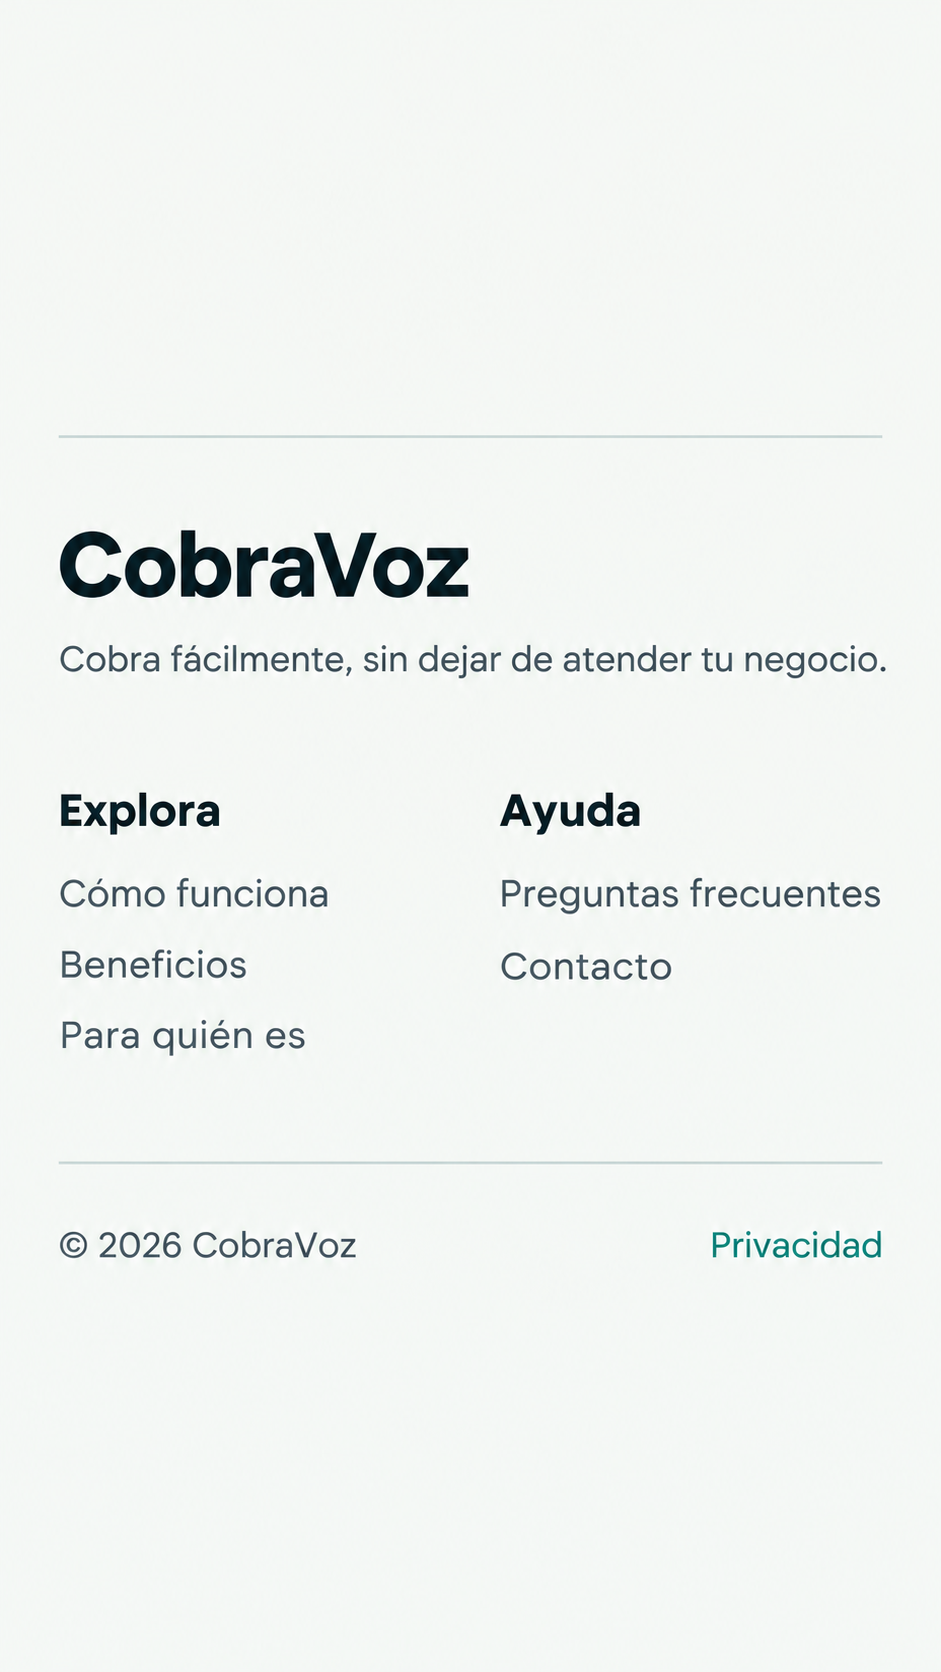 CobraVoz
Cobra fácilmente, sin dejar de atender tu negocio.
Explora
Cómo funciona
Beneficios
Para quién es
Ayuda
Preguntas frecuentes
Contacto
© 2026 CobraVoz
Privacidad